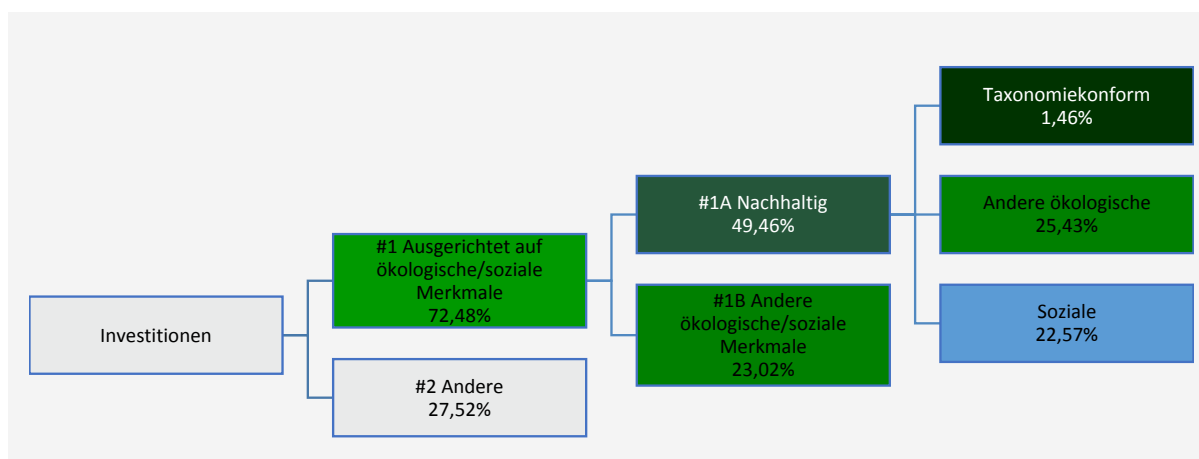 Investitionen
#1 Ausgerichtet auf
ökologische/soziale
Merkmale
72,48%
#2 Andere
27,52%
#1A Nachhaltig
49,46%
#1B Andere
ökologische/soziale
Merkmale
23,02%
Taxonomiekonform
1,46%
Andere ökologische
25,43%
Soziale
22,57%